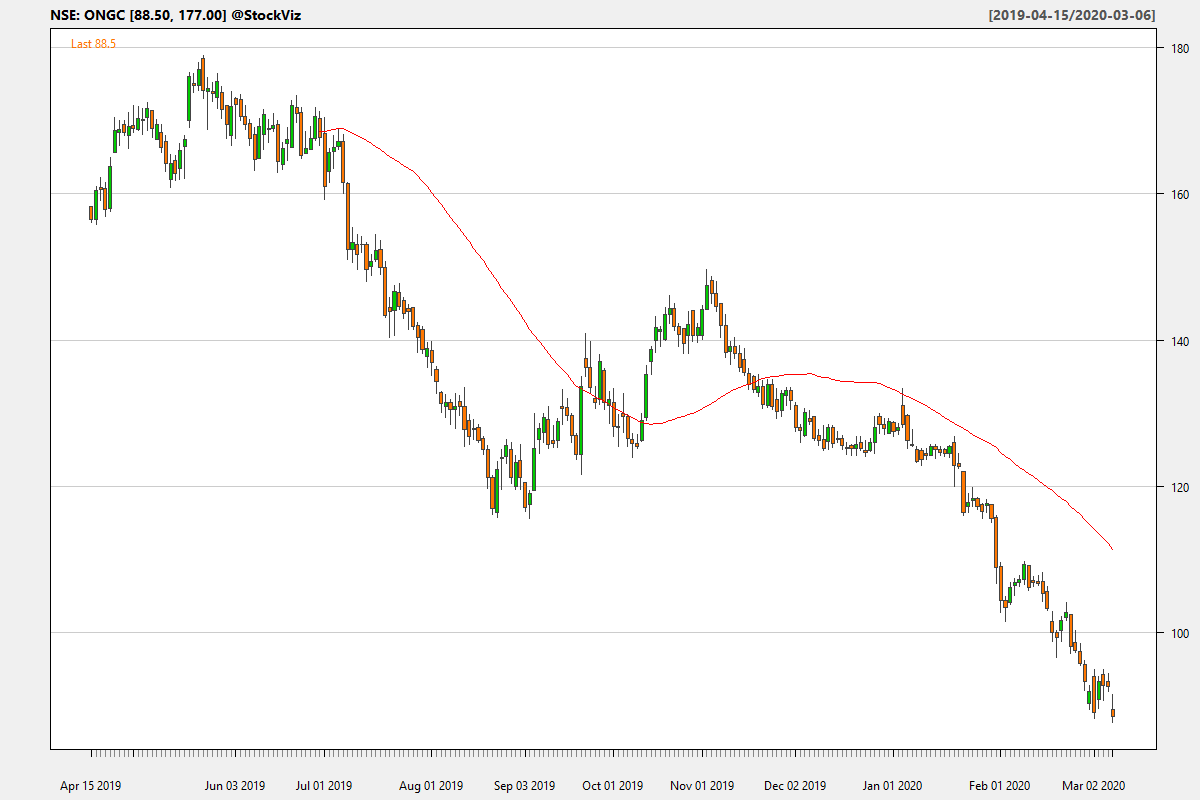 NSE: ONGC [88.50, 177.00] @StockViz
[2019-04-15/2020-03-06]
Last 88.5
180
160
140
120
100
Apr 15 2019 Jun 03 2019 Jul 01 2019 Aug 01 2019 Sep 03 2019 Oct 01 2019 Nov 01 2019 Dec 02 2019 Jan 01 2020 Feb 01 2020 Mar 02 2020